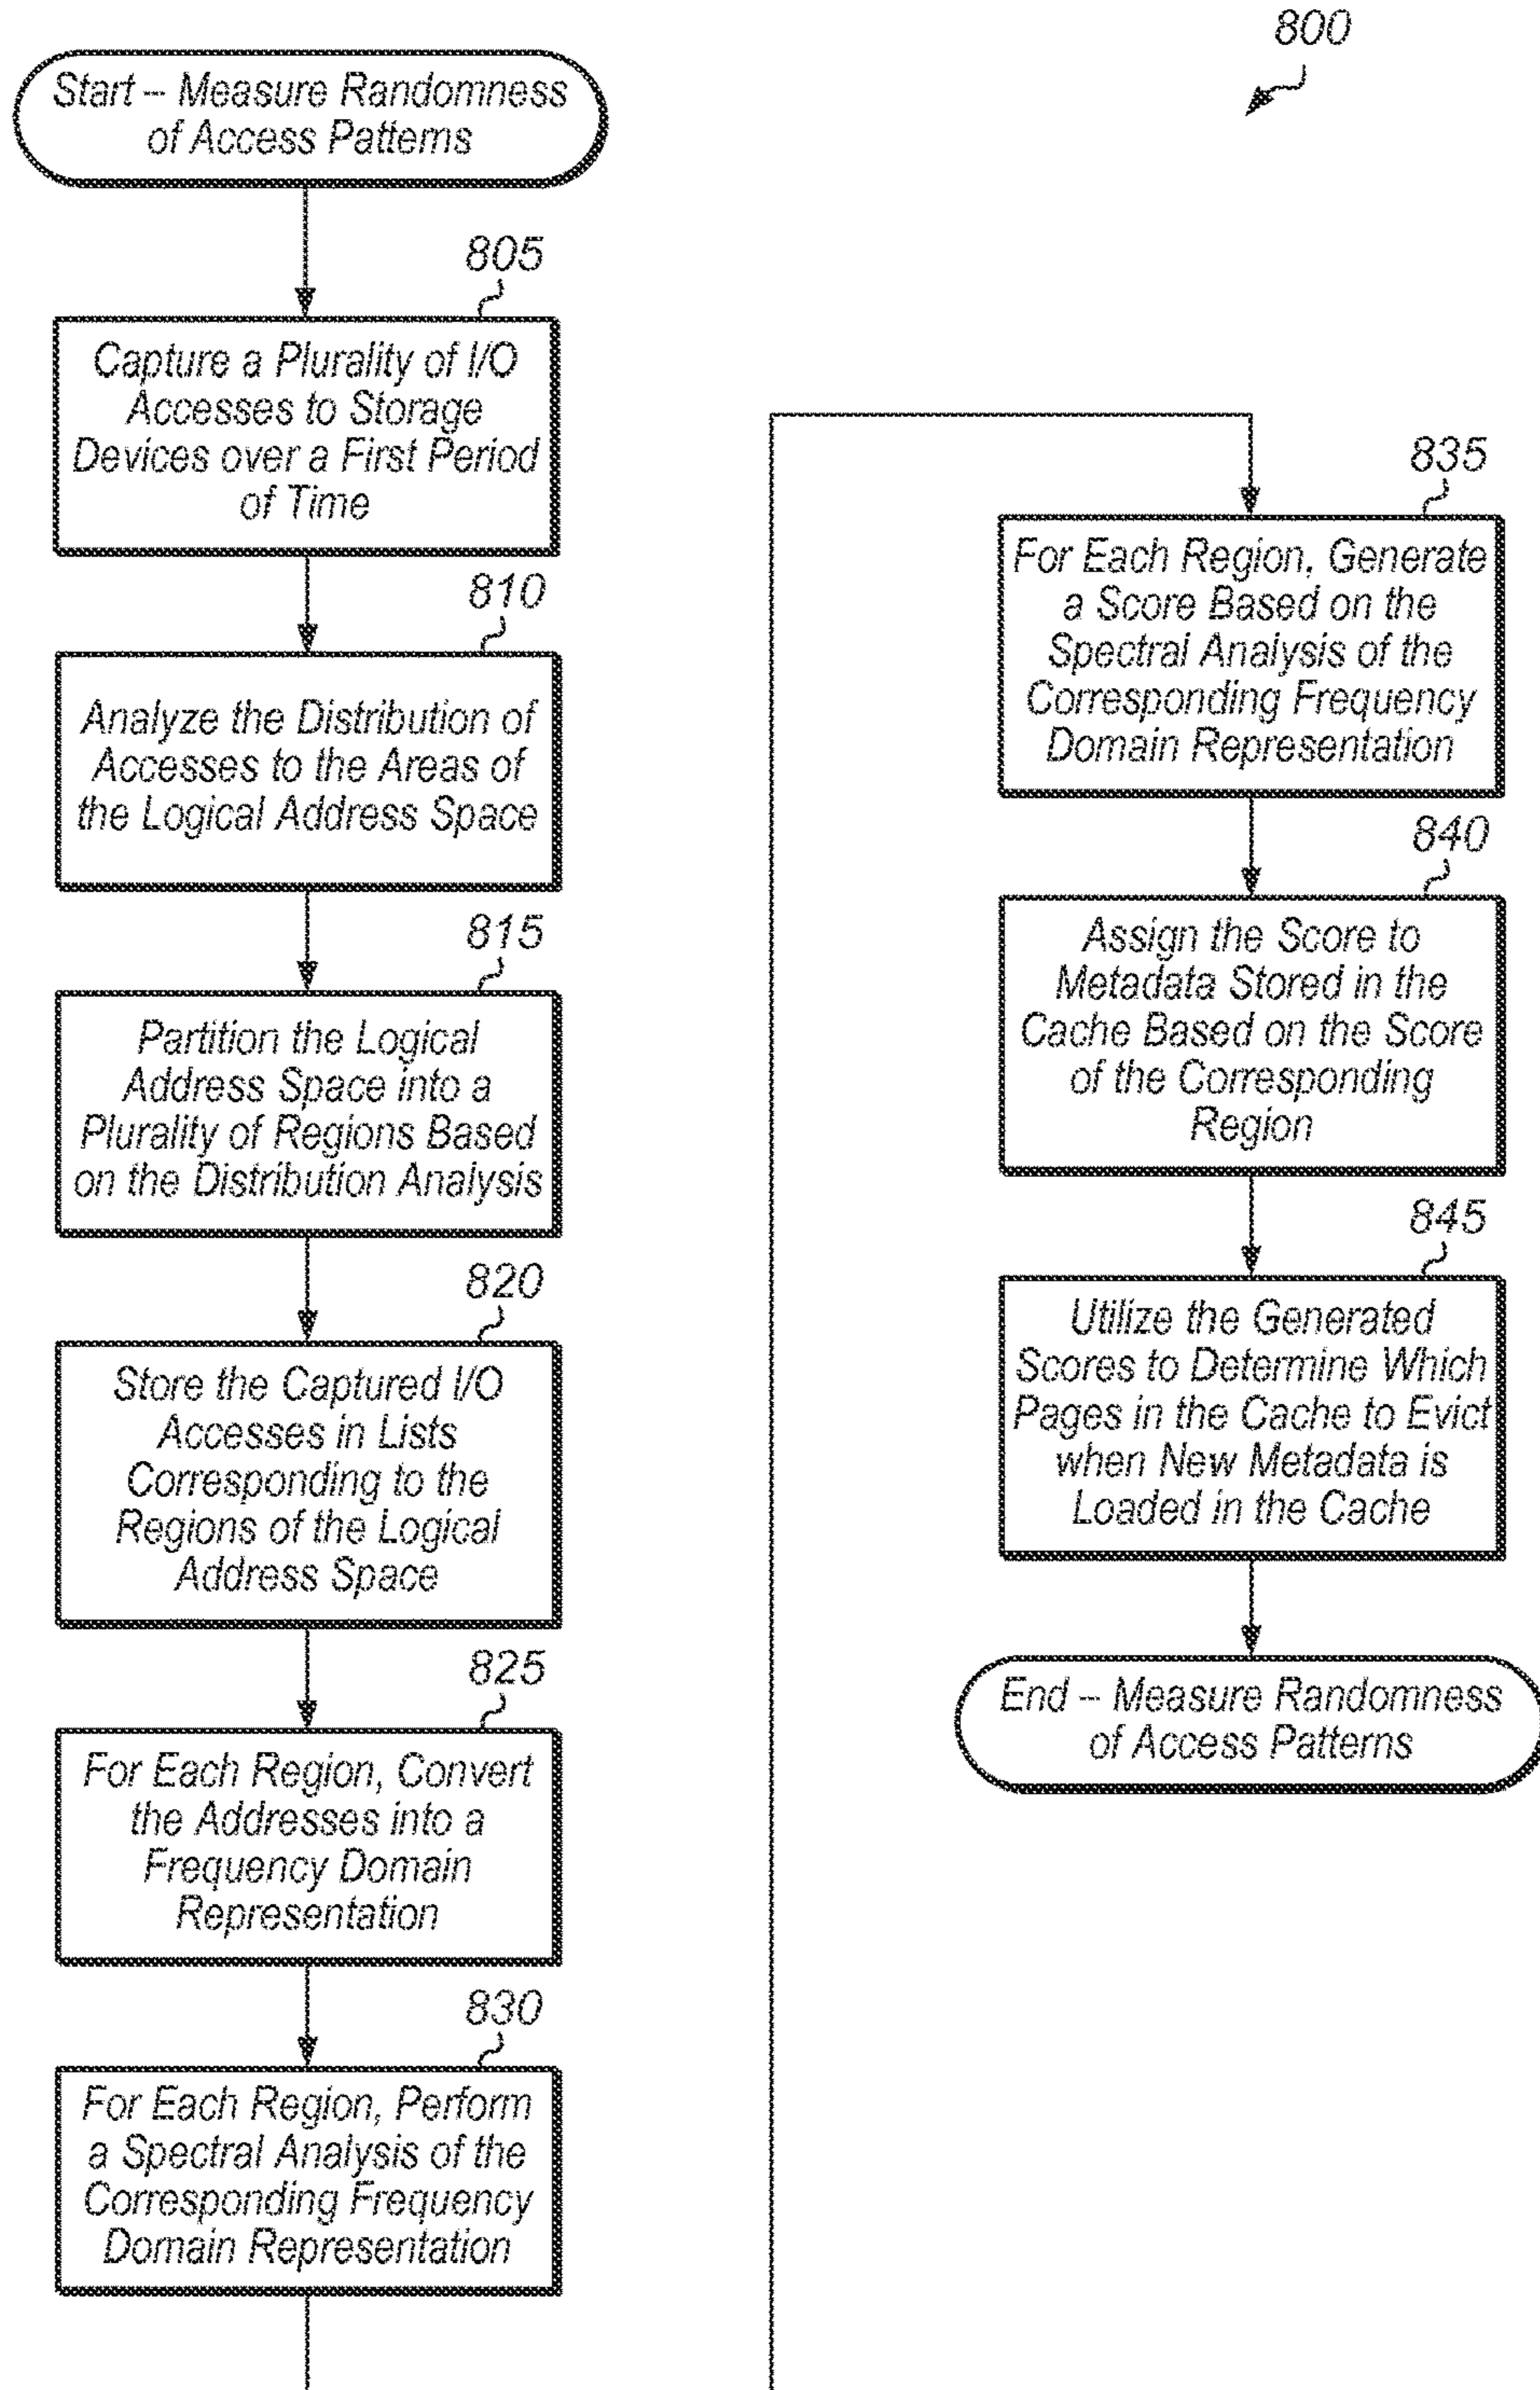 800
Start – Measure Randomness
of Access Patterns
805
Capture a Plurality of I/O
Accesses to Storage
Devices over a First Period
of Time
810
Analyze the Distribution of
Accesses to the Areas of
the Logical Address Space
815
Partition the Logical
Address Space into a
Plurality of Regions Based
on the Distribution Analysis
820
Store the Captured I/O
Accesses in Lists
Corresponding to the
Regions of the Logical
Address Space
825
For Each Region, Convert
the Addresses into a
Frequency Domain
Representation
830
For Each Region, Perform
a Spectral Analysis of the
Corresponding Frequency
Domain Representation
835
For Each Region, Generate
a Score Based on the
Spectral Analysis of the
Corresponding Frequency
Domain Representation
840
Assign the Score to
Metadata Stored in the
Cache Based on the Score
of the Corresponding
Region
845
Utilize the Generated
Scores to Determine Which
Pages in the Cache to Evict
when New Metadata is
Loaded in the Cache
End – Measure Randomness
of Access Patterns